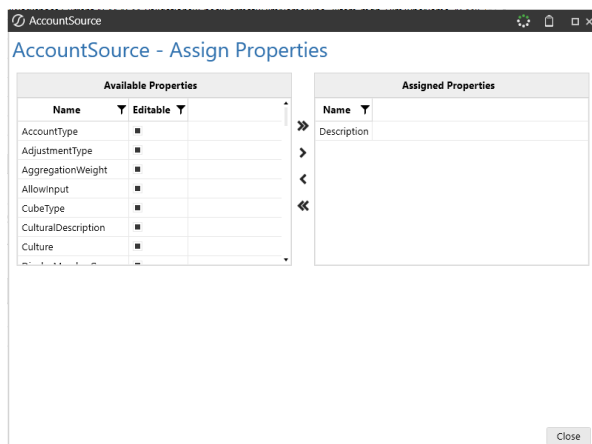 AccountSource
AccountSource - Assign Properties
Available Properties
Name Editable
AccountType
AdjustmentType
AggregationWeight
AllowInput
CubeType
CulturalDescription
Culture
Assigned Properties
Name
Description
Close